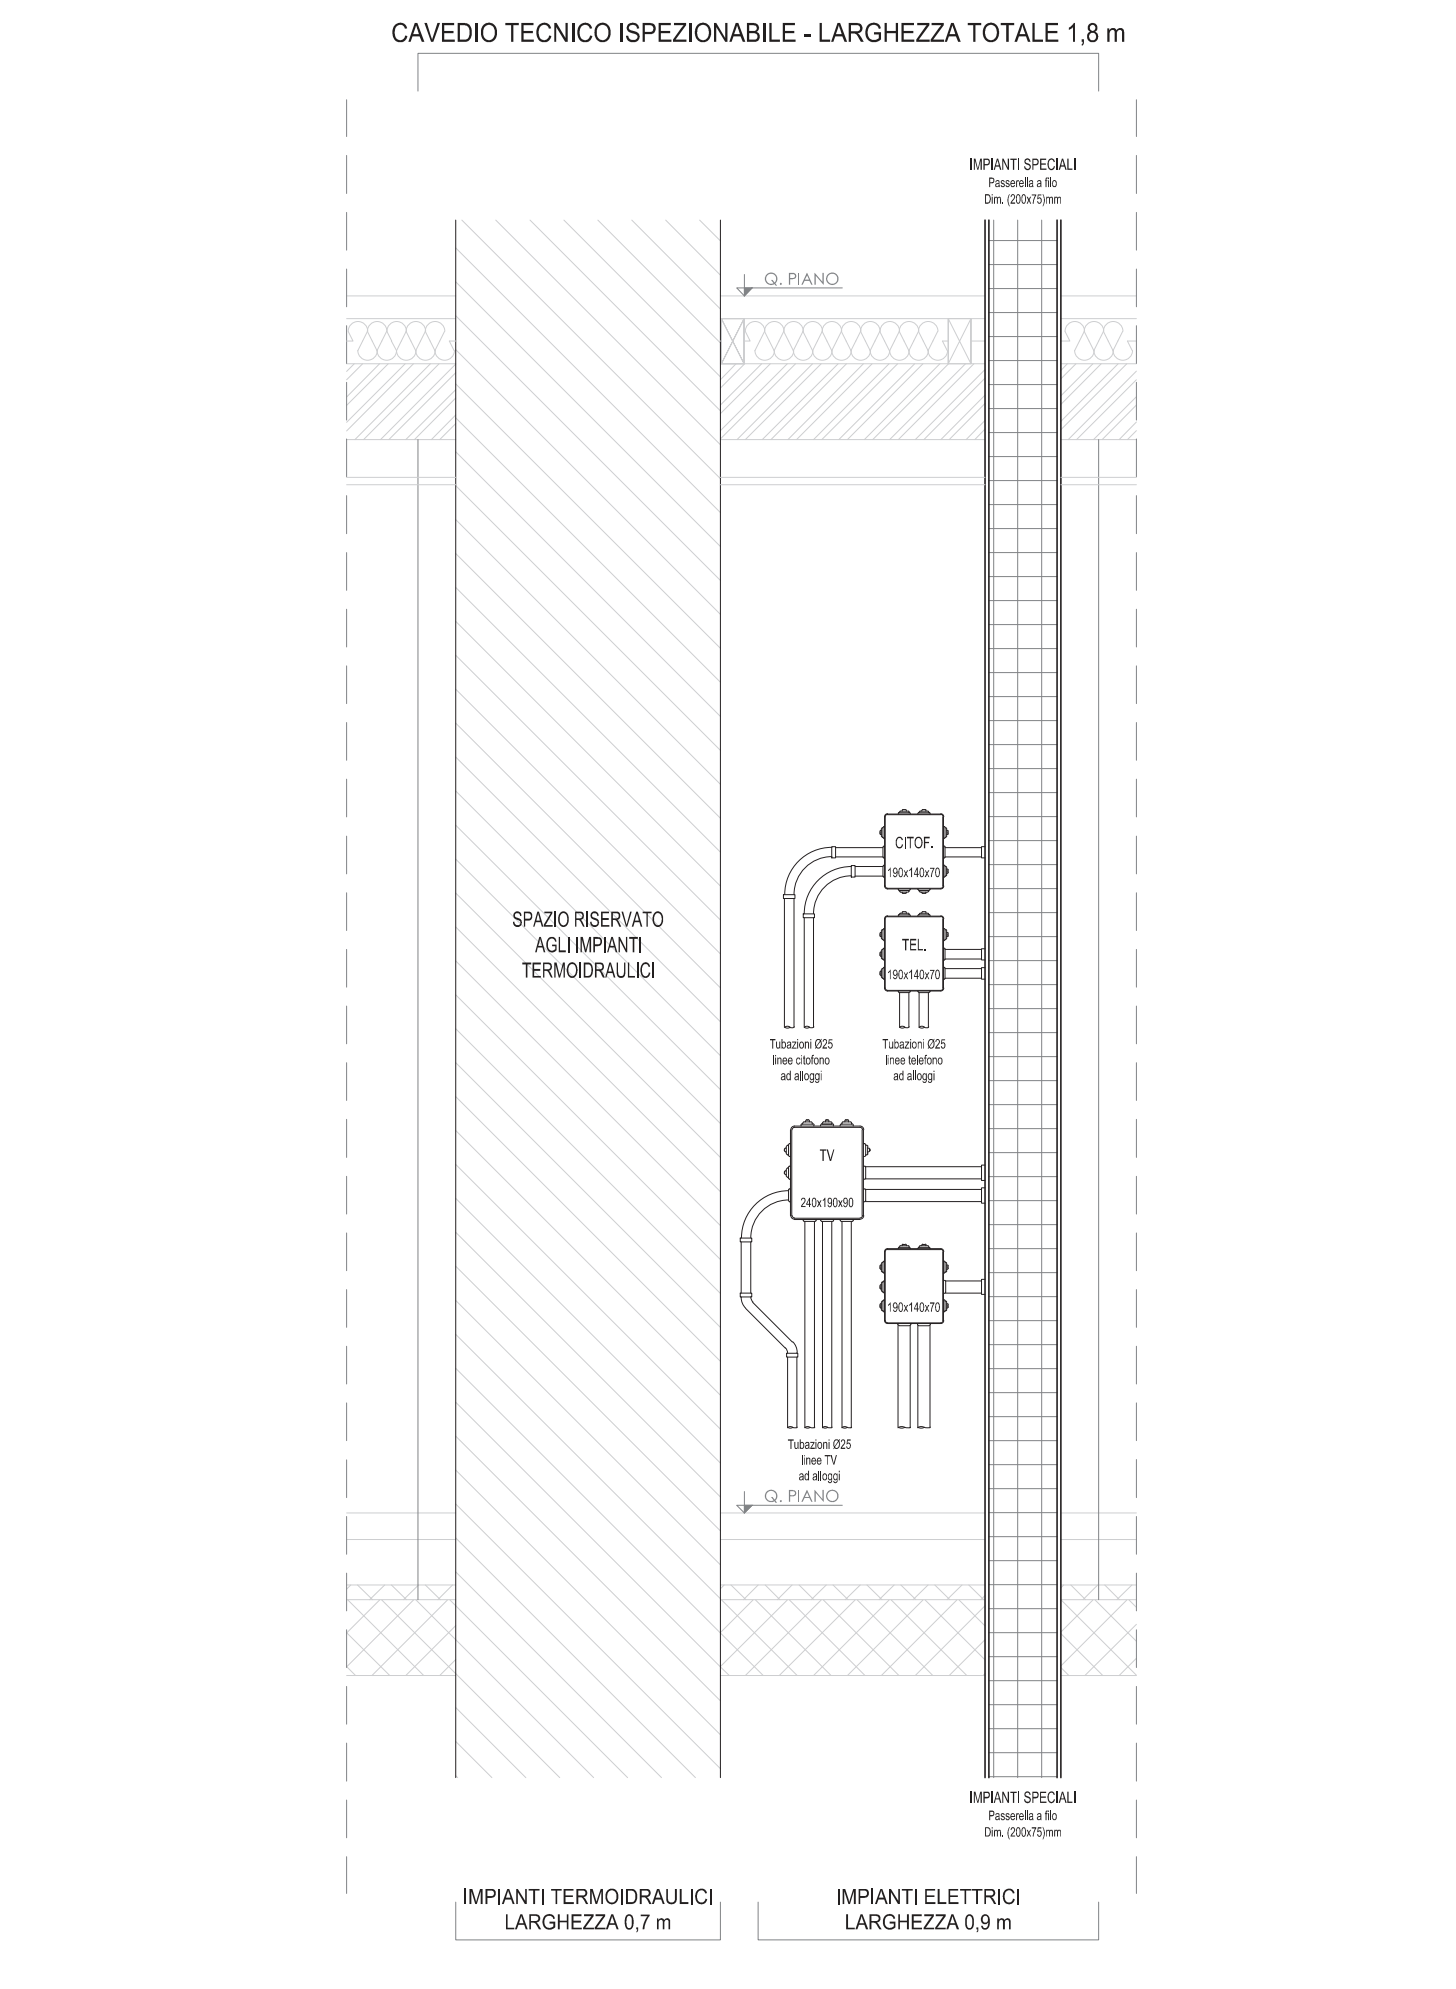 CAVEDIO TECNICO ISPEZIONABILE - LARGHEZZA TOTALE 1,8 m
IMPIANTI SPECIALI
Passerella a filo
Dim. (200x75)mm
Q. PIANO
CITOF.
190x140x70
SPAZIO RISERVATO
AGLI IMPIANTI
TERMOIDRAULICI
TEL.
190x140x70
Tubazioni Ø25
linee citofono
ad alloggi
Tubazioni Ø25
linee telefono
ad alloggi
TV
240x190x90
190x140x70
Tubazioni Ø25
linee TV
ad alloggi
Q. PIANO
IMPIANTI SPECIALI
Passerella a filo
Dim. (200x75)mm
IMPIANTI TERMOIDRAULICI
LARGHEZZA 0,7 m
IMPIANTI ELETTRICI
LARGHEZZA 0,9 m